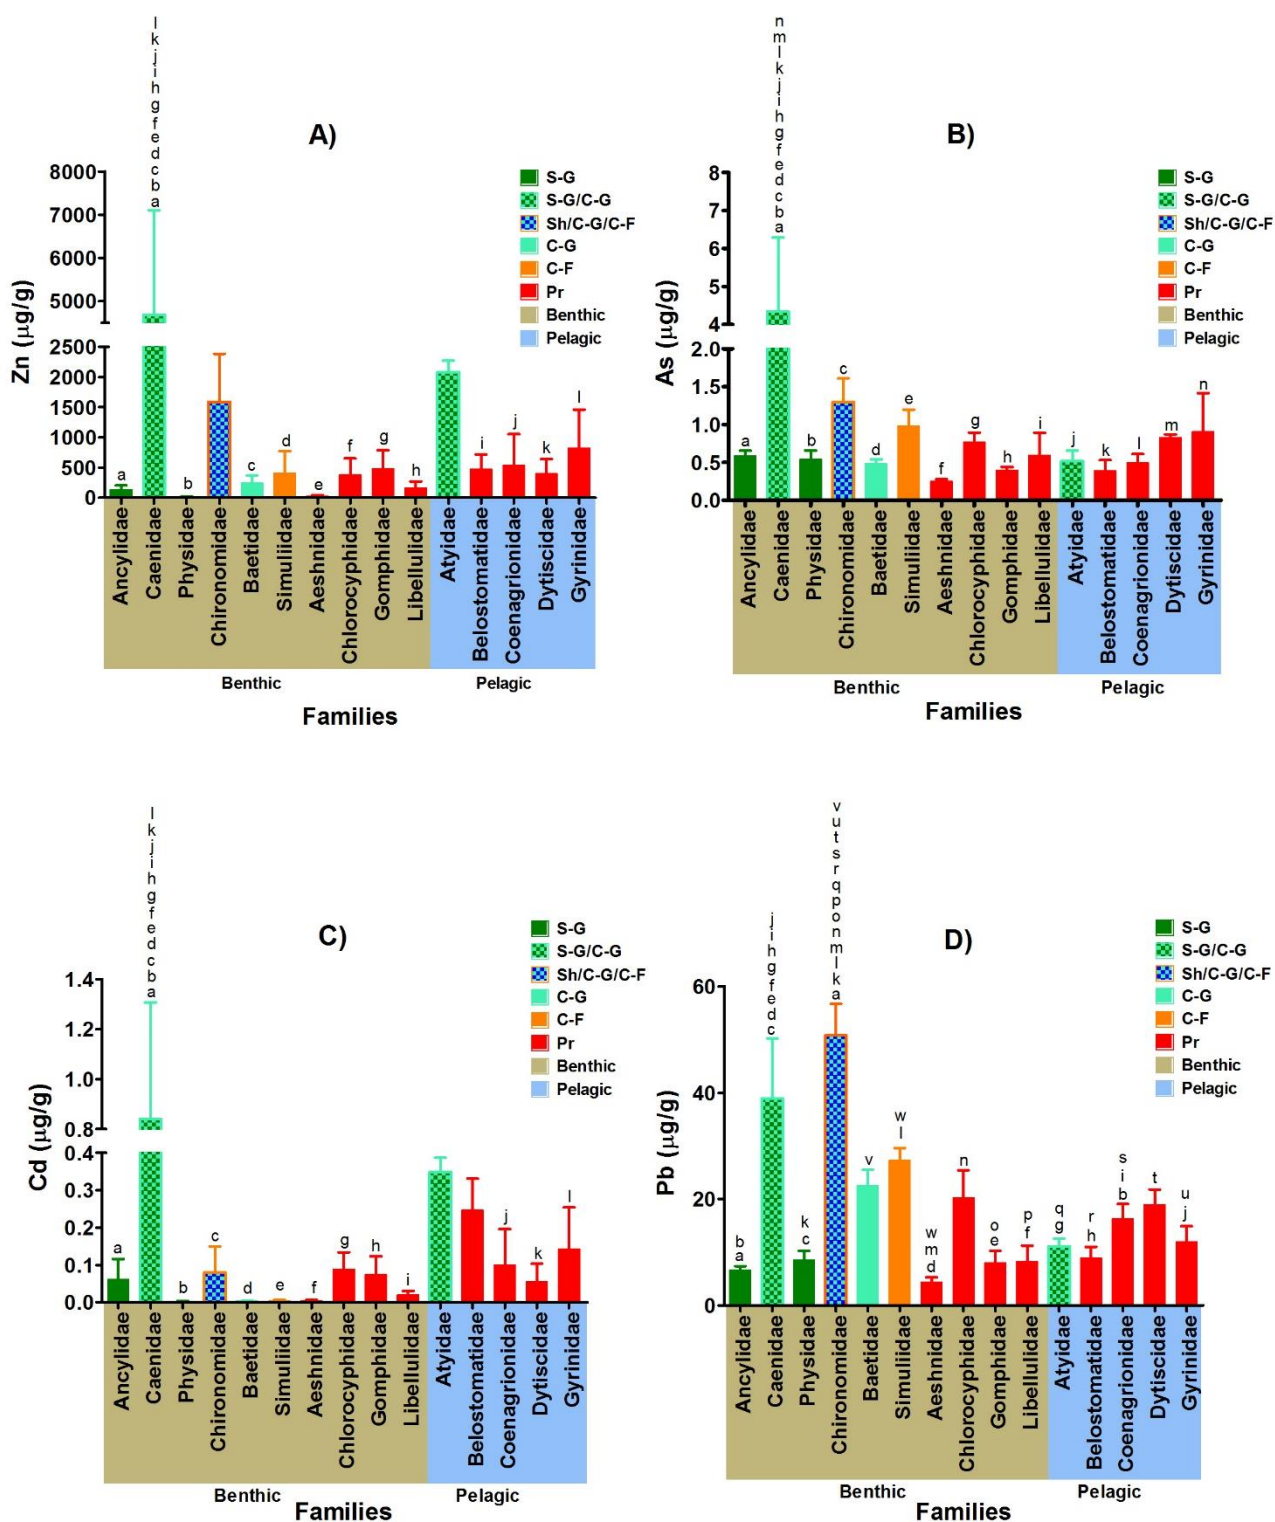 A)
l
k
j
i
h
g
f
e
d
c
b
a
8000
7000
6000
5000
2500
2000
1500
1000
500
0
Zn (µg/g)
a
b
c
d
e
f
g
h
i
j
k
l
S-G
S-G/C-G
Sh/C-G/C-F
C-G
C-F
Pr
Benthic
Pelagic
Ancylidae
Caenidae
Physidae
Chironomidae
Baetidae
Simuliidae
Aeshnidae
Chlorocyphidae
Gomphidae
Libellulidae
Atyidae
Belostomatidae
Coenagrionidae
Dytiscidae
Gyrinidae
Benthic
Pelagic
Families
B)
n
m
l
k
j
i
h
g
f
e
d
c
b
a
8
7
6
5
4
2.0
1.5
1.0
0.5
0.0
As (µg/g)
a
b
c
d
e
f
g
h
i
j
k
l
m
n
S-G
S-G/C-G
Sh/C-G/C-F
C-G
C-F
Pr
Benthic
Pelagic
Ancylidae
Caenidae
Physidae
Chironomidae
Baetidae
Simuliidae
Aeshnidae
Chlorocyphidae
Gomphidae
Libellulidae
Atyidae
Belostomatidae
Coenagrionidae
Dytiscidae
Gyrinidae
Benthic
Pelagic
Families
C)
l
k
j
i
h
g
f
e
d
c
b
a
1.4
1.2
1.0
0.8
0.4
0.3
0.2
0.1
0.0
Cd (µg/g)
a
b
c
d
e
f
g
h
i
j
k
l
S-G
S-G/C-G
Sh/C-G/C-F
C-G
C-F
Pr
Benthic
Pelagic
Ancylidae
Caenidae
Physidae
Chironomidae
Baetidae
Simuliidae
Aeshnidae
Chlorocyphidae
Gomphidae
Libellulidae
Atyidae
Belostomatidae
Coenagrionidae
Dytiscidae
Gyrinidae
Benthic
Pelagic
Families
D)
60
40
20
0
Pb (µg/g)
b
a
j
i
h
g
f
e
d
c
k
c
v
u
t
s
r
q
p
o
n
m
l
k
a
v
w
l
w
m
d
n
o
e
p
f
q
g
r
h
s
i
b
t
u
j
S-G
S-G/C-G
Sh/C-G/C-F
C-G
C-F
Pr
Benthic
Pelagic
Ancylidae
Caenidae
Physidae
Chironomidae
Baetidae
Simuliidae
Aeshnidae
Chlorocyphidae
Gomphidae
Libellulidae
Atyidae
Belostomatidae
Coenagrionidae
Dytiscidae
Gyrinidae
Benthic
Pelagic
Families